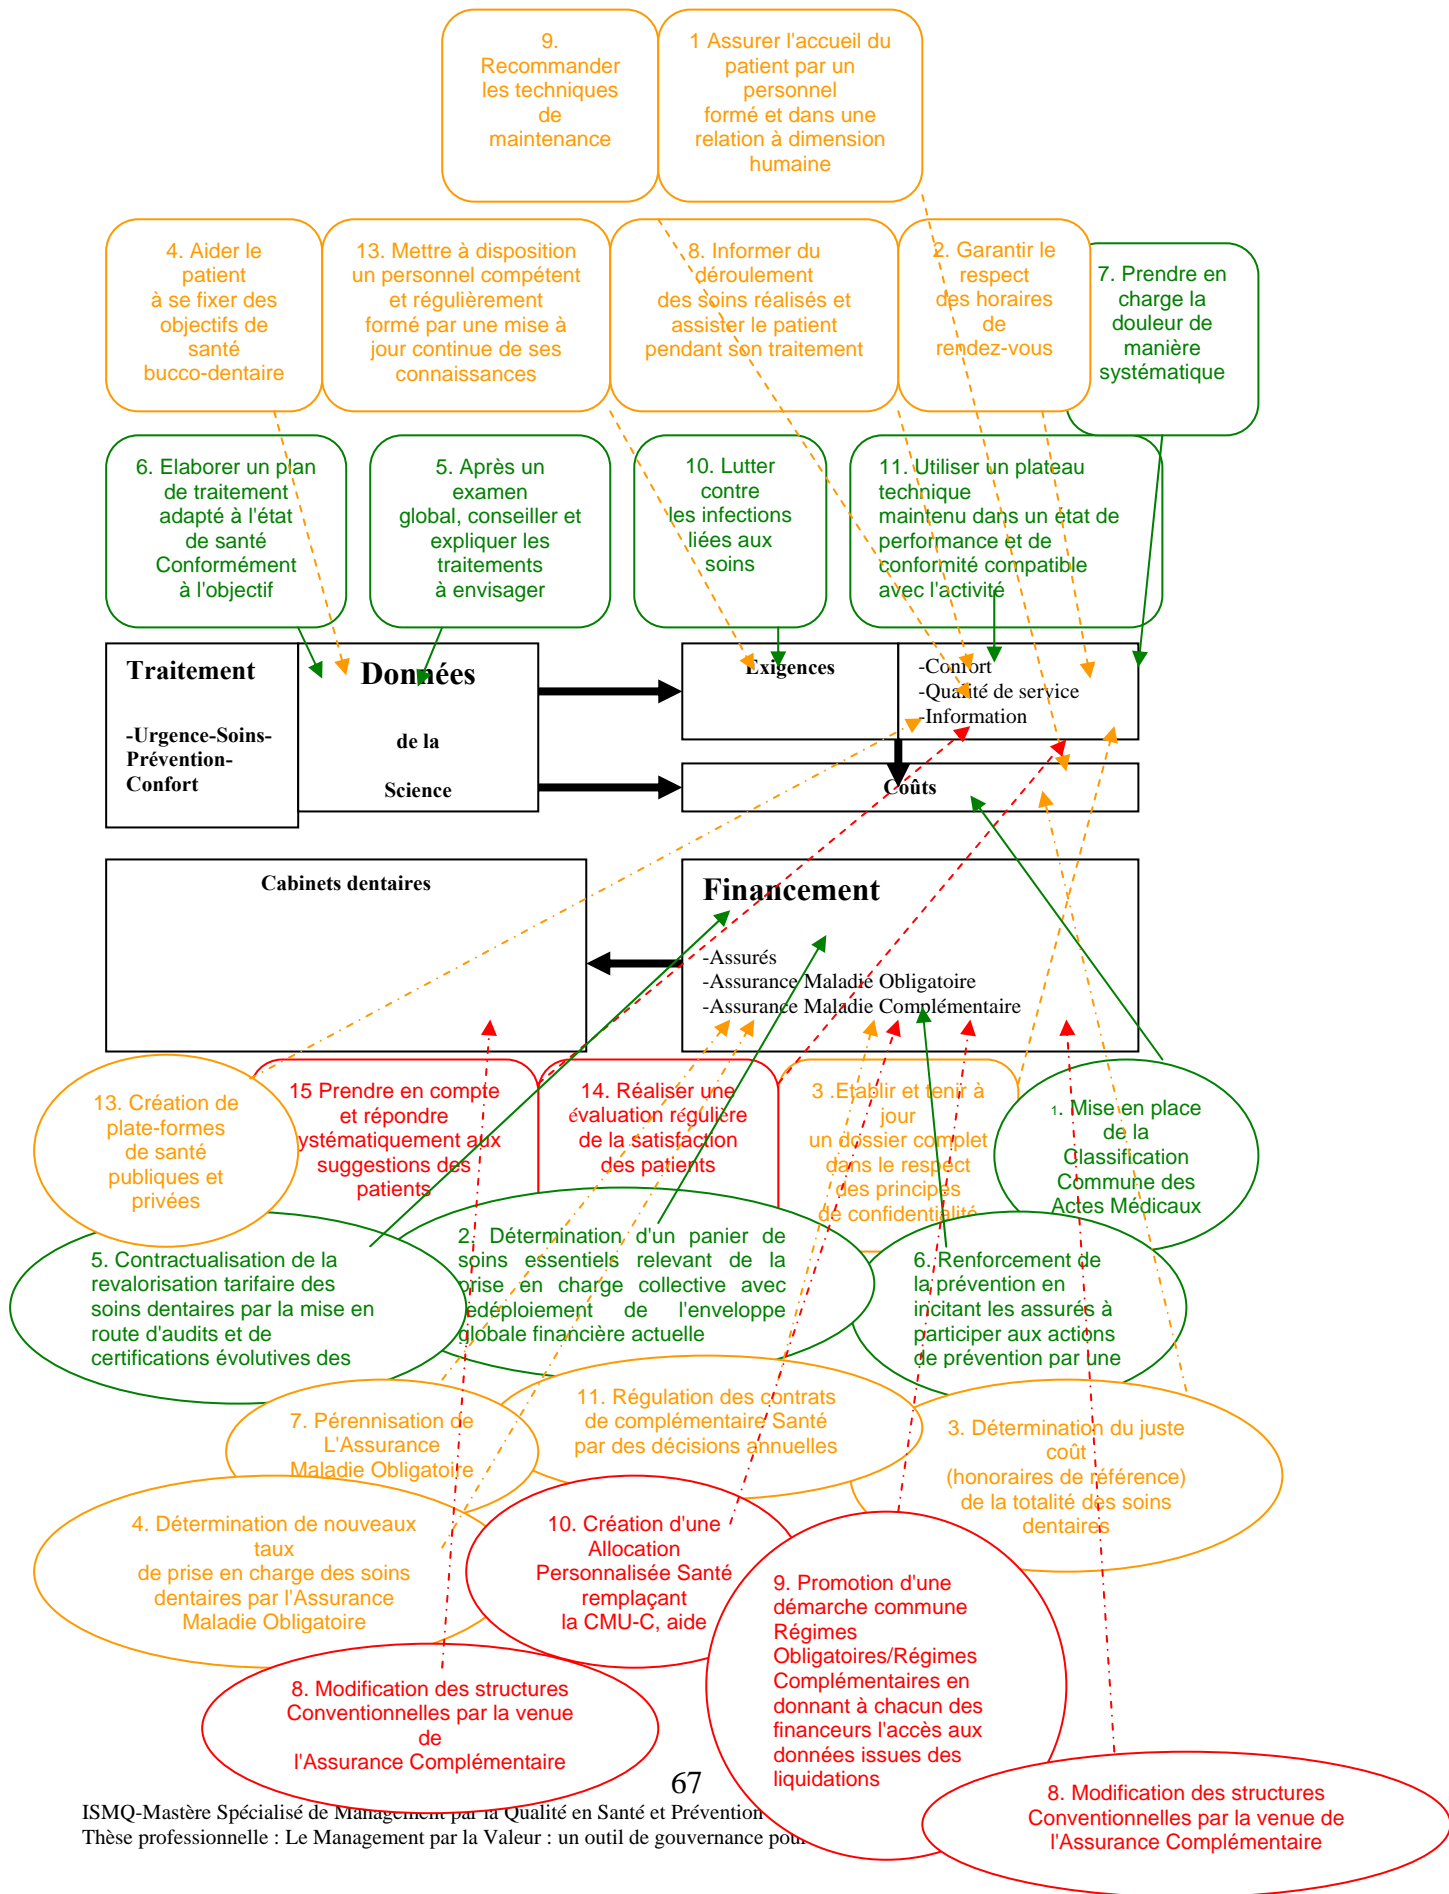 9.
Recommander
les techniques
de
maintenance
1 Assurer l'accueil du
patient par un
personnel
formé et dans une
relation à dimension
humaine
4. Aider le
patient
à se fixer des
objectifs de
santé
bucco-dentaire
13. Mettre à disposition
un personnel compétent
et régulièrement
formé par une mise à
jour continue de ses
connaissances
8. Informer du
déroulement
des soins réalisés et
assister le patient
pendant son traitement
2. Garantir le
respect
des horaires
de
rendez-vous
7. Prendre en
charge la
douleur de
manière
systématique
6. Elaborer un plan
de traitement
adapté à l'état
de santé
Conformément
à l'objectif
5. Après un
examen
global, conseiller et
expliquer les
traitements
à envisager
10. Lutter
contre
les infections
liées aux
soins
11. Utiliser un plateau
technique
maintenu dans un état de
performance et de
conformité compatible
avec l'activité
Traitement
-Urgence-Soins-
Prévention-
Confort
Données
de la
Science
Exigences
-Confort
-Qualité de service
-Information
Coûts
Cabinets dentaires
Financement
-Assurés
-Assurance Maladie Obligatoire
-Assurance Maladie Complémentaire
13. Création de
plate-formes
de santé
publiques et
privées
15 Prendre en compte
et répondre
ystématiquement aux
suggestions des
patients
14. Réaliser une
évaluation régulière
de la satisfaction
des patients
3 .Etablir et tenir à
jour
un dossier complet
dans le respect
des principes
de confidentialité
1. Mise en place
de la
Classification
Commune des
Actes Médicaux
5. Contractualisation de la
revalorisation tarifaire des
soins dentaires par la mise en
route d'audits et de
certifications évolutives des
2. Détermination d'un panier de
soins essentiels relevant de la
prise en charge collective avec
redéploiement de l'enveloppe
globale financière actuelle
6. Renforcement de
la prévention en
incitant les assurés à
participer aux actions
de prévention par une
7. Pérennisation de
L'Assurance
Maladie Obligatoire
11. Régulation des contrats
de complémentaire Santé
par des décisions annuelles
3. Détermination du juste
coût
(honoraires de référence)
de la totalité des soins
dentaires
4. Détermination de nouveaux
taux
de prise en charge des soins
dentaires par l'Assurance
Maladie Obligatoire
10. Création d'une
Allocation
Personnalisée Santé
remplaçant
la CMU-C, aide
9. Promotion d'une
démarche commune
Régimes
Obligatoires/Régimes
Complémentaires en
donnant à chacun des
financeurs l'accès aux
données issues des
liquidations
8. Modification des structures
Conventionnelles par la venue
de
l'Assurance Complémentaire
8. Modification des structures
Conventionnelles par la venue de
l'Assurance Complémentaire
67
ISMQ-Mastère Spécialisé de Management par la Qualité en Santé et Prévention
Thèse professionnelle : Le Management par la Valeur : un outil de gouvernance pour